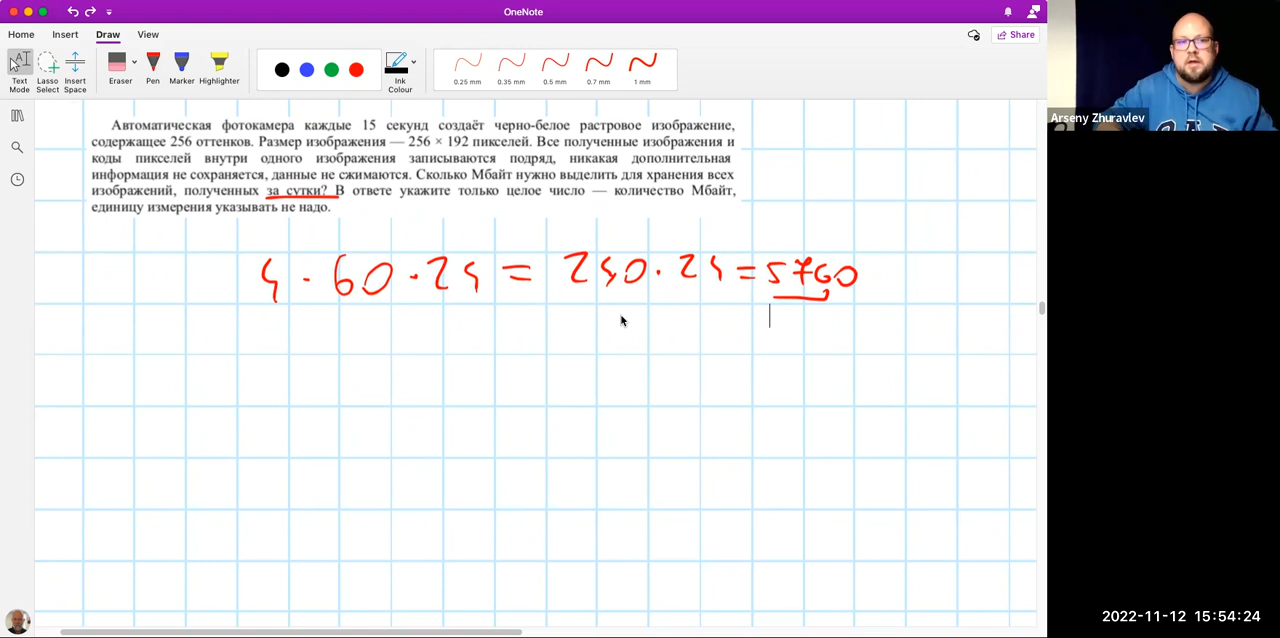 OneNote
Home Insert Draw View
Share
Text Mode
Lasso Select
Insert Space
Eraser
Pen
Marker
Highlighter
Ink Colour
0.25 mm
0.35 mm
0.5 mm
0.7 mm
1 mm
Arseny Zhuravlev
Автоматическая фотокамера каждые 15 секунд создаёт черно-белое растровое изображение,
содержащее 256 оттенков. Размер изображения — 256 × 192 пикселей. Все полученные изображения и
коды пикселей внутри одного изображения записываются подряд, никакая дополнительная
информация не сохраняется, данные не сжимаются. Сколько Мбайт нужно выделить для хранения всех
изображений, полученных за сутки? В ответе укажите только целое число — количество Мбайт,
единицу измерения указывать не надо.
4 · 60 · 24 = 240 · 24 = 5760
2022-11-12 15:54:24